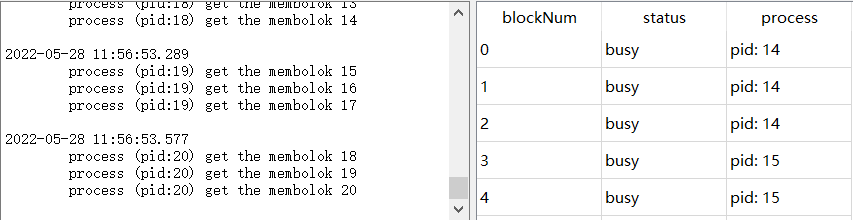 process (pid:18) get the membolok 13
process (pid:18) get the membolok 14
2022-05-28 11:56:53.289
process (pid:19) get the membolok 15
process (pid:19) get the membolok 16
process (pid:19) get the membolok 17
2022-05-28 11:56:53.577
process (pid:20) get the membolok 18
process (pid:20) get the membolok 19
process (pid:20) get the membolok 20
blockNum status process
0 busy pid: 14
1 busy pid: 14
2 busy pid: 14
3 busy pid: 15
4 busy pid: 15